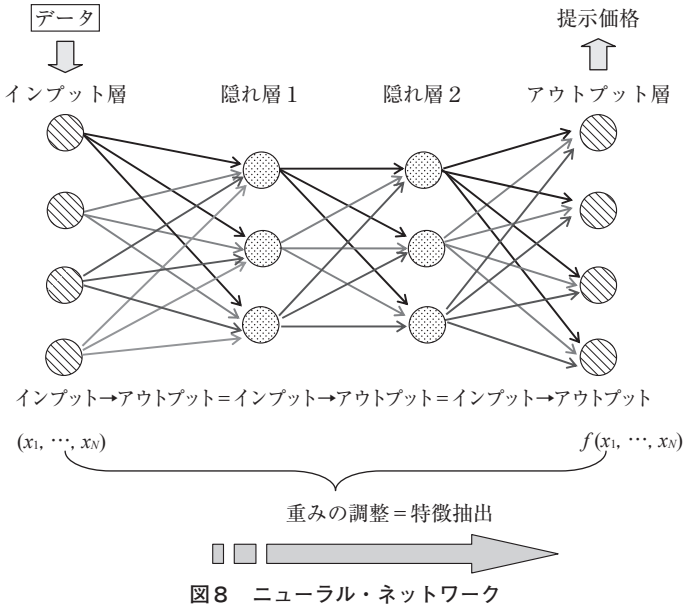 データ 提示価格
インプット層 隠れ層1 隠れ層2 アウトプット層
インプット→アウトプット=インプット→アウトプット=インプット→アウトプット
(x1, …, xN) f(x1, …, xN)
重みの調整=特徴抽出
図8 ニューラル・ネットワーク